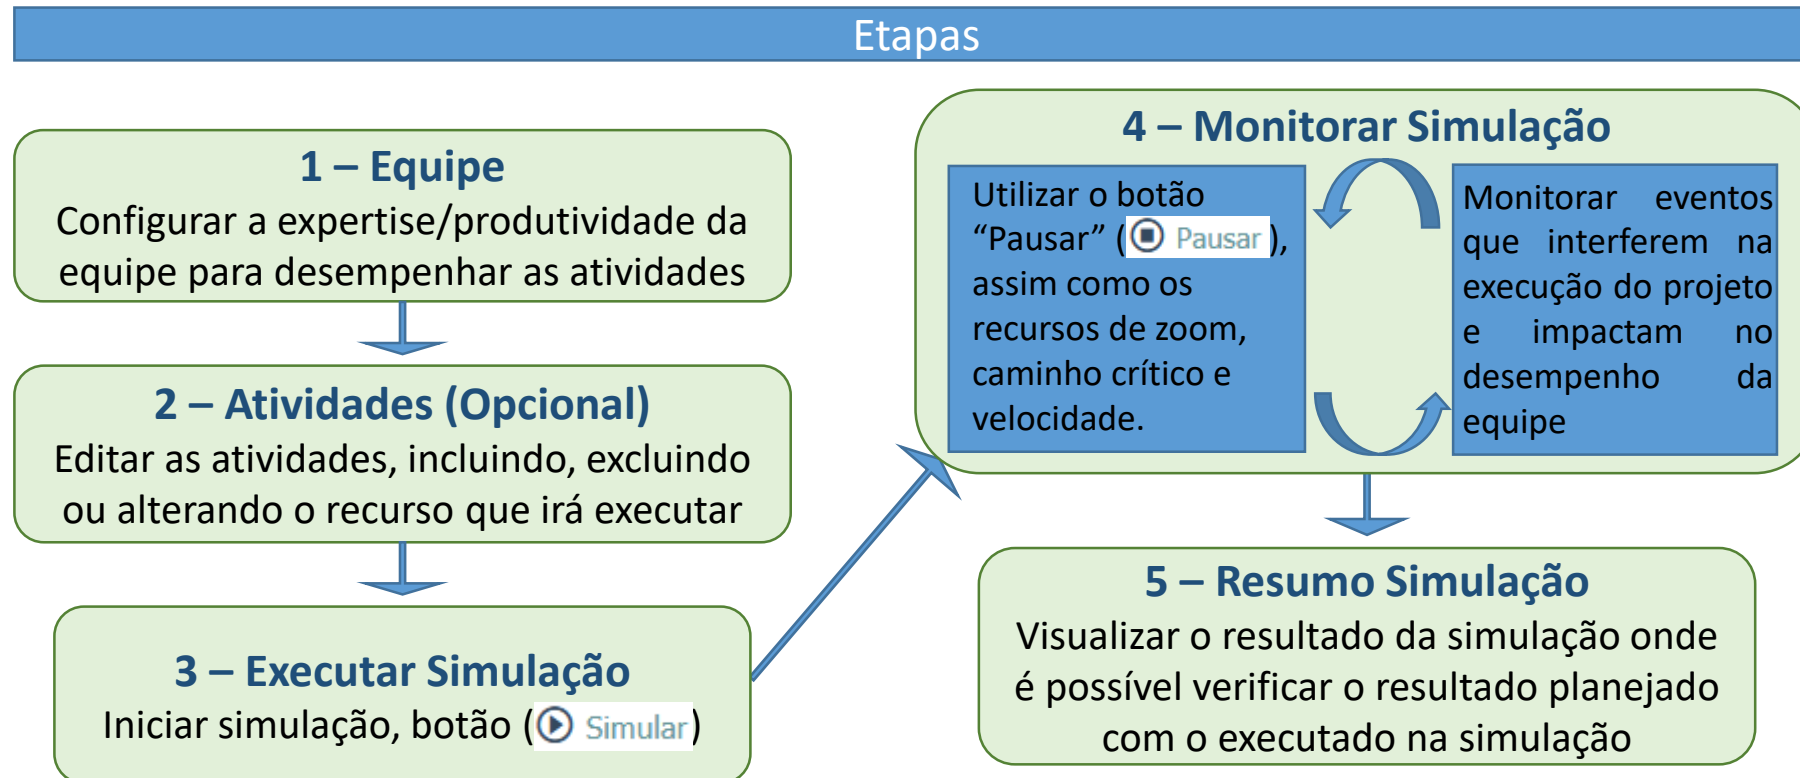 Etapas
1 – Equipe
Configurar a expertise/produtividade da
equipe para desempenhar as atividades
2 – Atividades (Opcional)
Editar as atividades, incluindo, excluindo
ou alterando o recurso que irá executar
3 – Executar Simulação
Iniciar simulação, botão ( Simular)
4 – Monitorar Simulação
Utilizar o botão
“Pausar” ( Pausar ),
assim como os
recursos de zoom,
caminho crítico e
velocidade.
Monitorar eventos
que interferem na
execução do projeto
e impactam no
desempenho da
equipe
5 – Resumo Simulação
Visualizar o resultado da simulação onde
é possível verificar o resultado planejado
com o executado na simulação